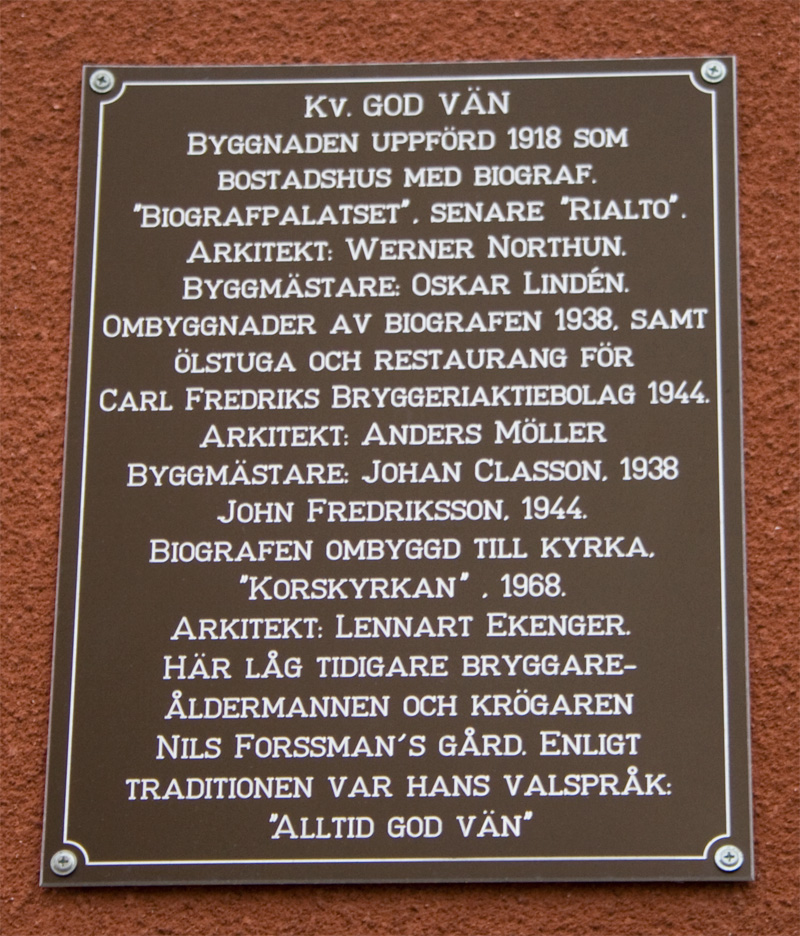 Kv. GOD VÄN
BYGGNADEN UPPFÖRD 1918 SOM
BOSTADSHUS MED BIOGRAF.
"BIOGRAFPALATSET", SENARE "RIALTO".
ARKITEKT: WERNER NORTHUN.
BYGGMÄSTARE: OSKAR LINDÉN.
OMBYGGNADER AV BIOGRAFEN 1938, SAMT
ÖLSTUGA OCH RESTAURANG FÖR
CARL FREDRIKS BRYGGERIAKTIEBOLAG 1944.
ARKITEKT: ANDERS MÖLLER
BYGGMÄSTARE: JOHAN CLASSON, 1938
JOHN FREDRIKSSON, 1944.
BIOGRAFEN OMBYGGD TILL KYRKA,
"KORSKYRKAN" , 1968.
ARKITEKT: LENNART EKENGER.
HÄR LÅG TIDIGARE BRYGGARE-
ÅLDERMANNEN OCH KRÖGAREN
NILS FORSSMAN´S GÅRD. ENLIGT
TRADITIONEN VAR HANS VALSPRÅK:
"ALLTID GOD VÄN"